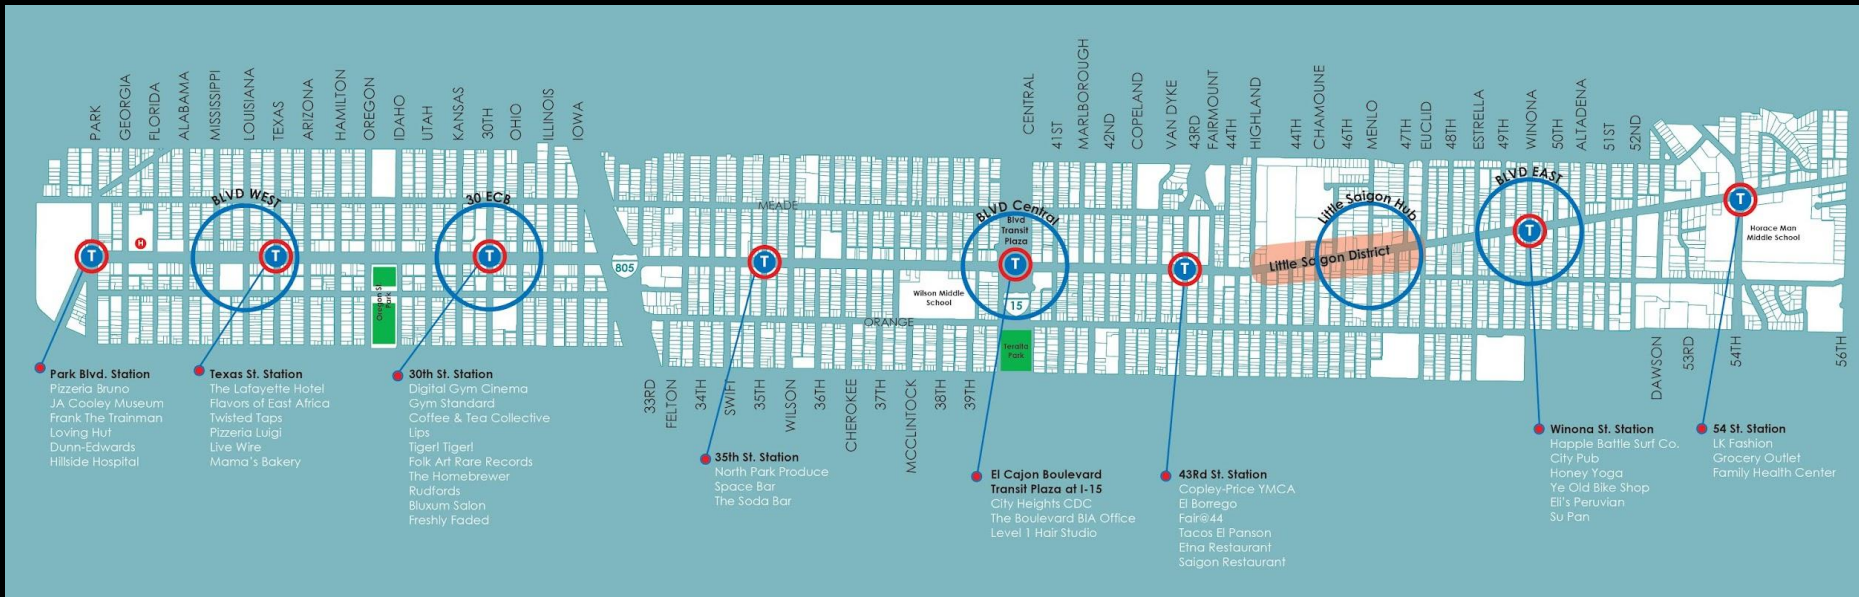 PARK
GEORGIA
FLORIDA
ALABAMA
MISSISSIPPI
LOUISIANA
TEXAS
ARIZONA
HAMILTON
OREGON
IDAHO
UTAH
KANSAS
30TH
OHIO
ILLINOIS
IOWA
CENTRAL
41ST
MARLBOROUGH
42ND
COPELAND
VAN DYKE
43RD
FAIRMOUNT
44TH
HIGHLAND
44TH
CHAMOUNE
46TH
MENLO
47TH
EUCLID
48TH
ESTRELLA
49TH
WINONA
50TH
ALTADENA
51ST
52ND
BLVD WEST
30 ECB
MEADE
BLVD Central
Blvd
Transit
Plaza
Little Saigon Hub
Little Saigon District
BLVD EAST
Horace Man
Middle School
T
H
T
T
T
T
T
T
T
805
15
Wilson Middle
School
ORANGE
Oregon St.
Park
Teralta
Park
33RD
FELTON
34TH
SWIFT
35TH
WILSON
36TH
CHEROKEE
37TH
MCCLINTOCK
38TH
39TH
DAWSON
53RD
54TH
56TH
Park Blvd. Station
Pizzeria Bruno
JA Cooley Museum
Frank The Trainman
Loving Hut
Dunn-Edwards
Hillside Hospital
Texas St. Station
The Lafayette Hotel
Flavors of East Africa
Twisted Taps
Pizzeria Luigi
Live Wire
Mama's Bakery
30th St. Station
Digital Gym Cinema
Gym Standard
Coffee & Tea Collective
Lips
Tiger! Tiger!
Folk Art Rare Records
The Homebrewer
Rudfords
Bluxum Salon
Freshly Faded
35th St. Station
North Park Produce
Space Bar
The Soda Bar
El Cajon Boulevard
Transit Plaza at I-15
City Heights CDC
The Boulevard BIA Office
Level 1 Hair Studio
43Rd St. Station
Copley-Price YMCA
El Borrego
Fair@44
Tacos El Panson
Etna Restaurant
Saigon Restaurant
Winona St. Station
Happle Battle Surf Co.
City Pub
Honey Yoga
Ye Old Bike Shop
Eli's Peruvian
Su Pan
54 St. Station
LK Fashion
Grocery Outlet
Family Health Center